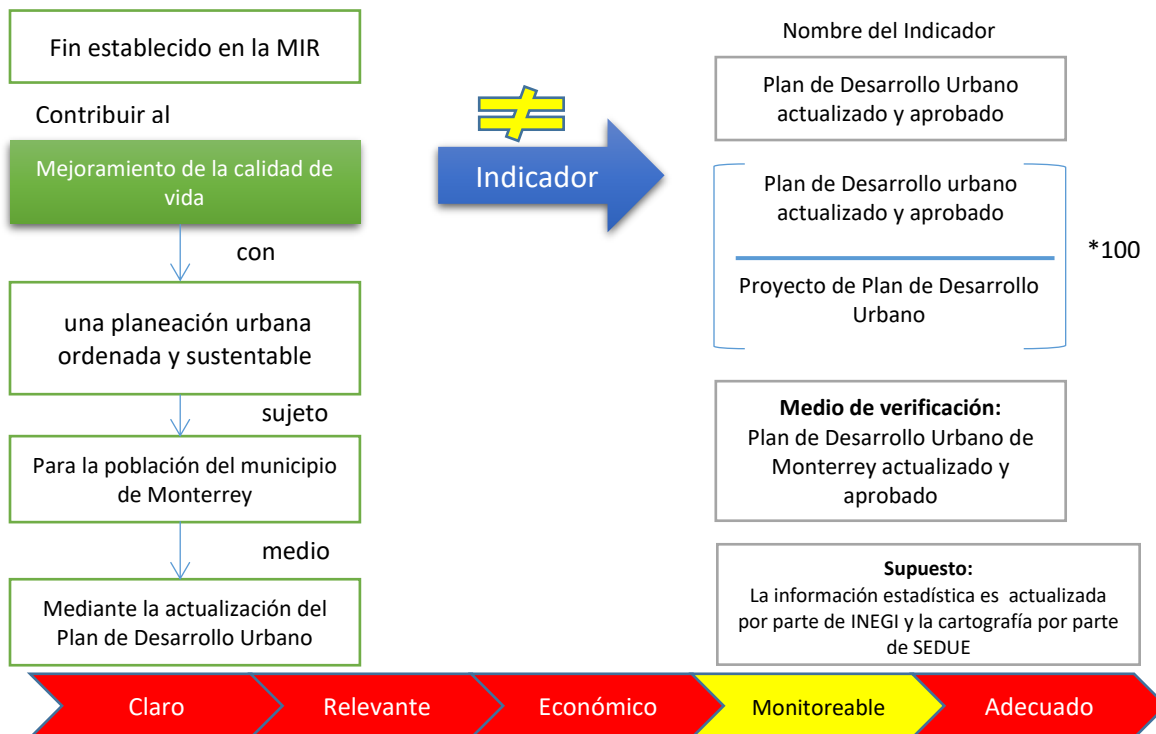 Fin establecido en la MIR
Contribuir al
Mejoramiento de la calidad de
vida
con
una planeación urbana
ordenada y sustentable
sujeto
Para la población del municipio
de Monterrey
medio
Mediante la actualización del
Plan de Desarrollo Urbano
≠
Indicador
Nombre del Indicador
Plan de Desarrollo Urbano
actualizado y aprobado
Plan de Desarrollo urbano
actualizado y aprobado
Proyecto de Plan de Desarrollo
Urbano
*100
Medio de verificación:
Plan de Desarrollo Urbano de
Monterrey actualizado y
aprobado
Supuesto:
La información estadística es actualizada
por parte de INEGI y la cartografía por parte
de SEDUE
Claro
Relevante
Económico
Monitoreable
Adecuado